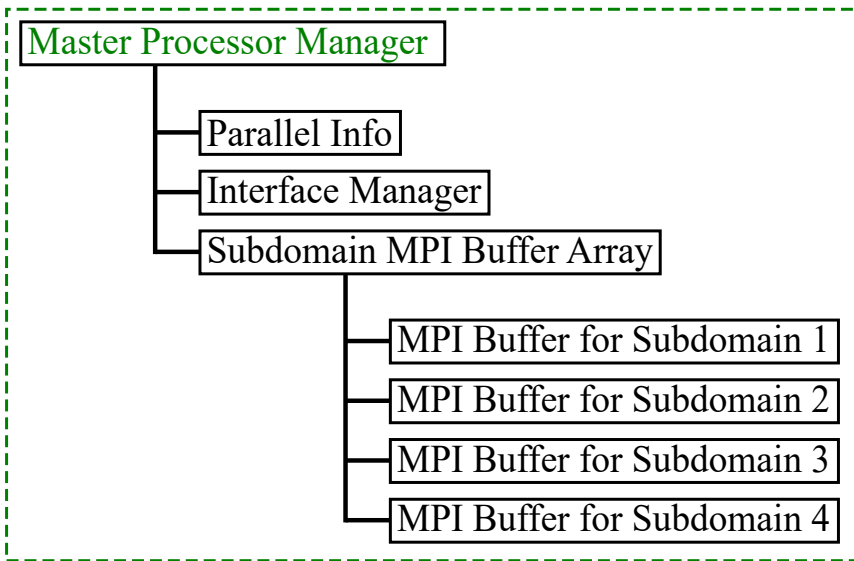 Master Processor Manager
Parallel Info
Interface Manager
Subdomain MPI Buffer Array
MPI Buffer for Subdomain 1
MPI Buffer for Subdomain 2
MPI Buffer for Subdomain 3
MPI Buffer for Subdomain 4